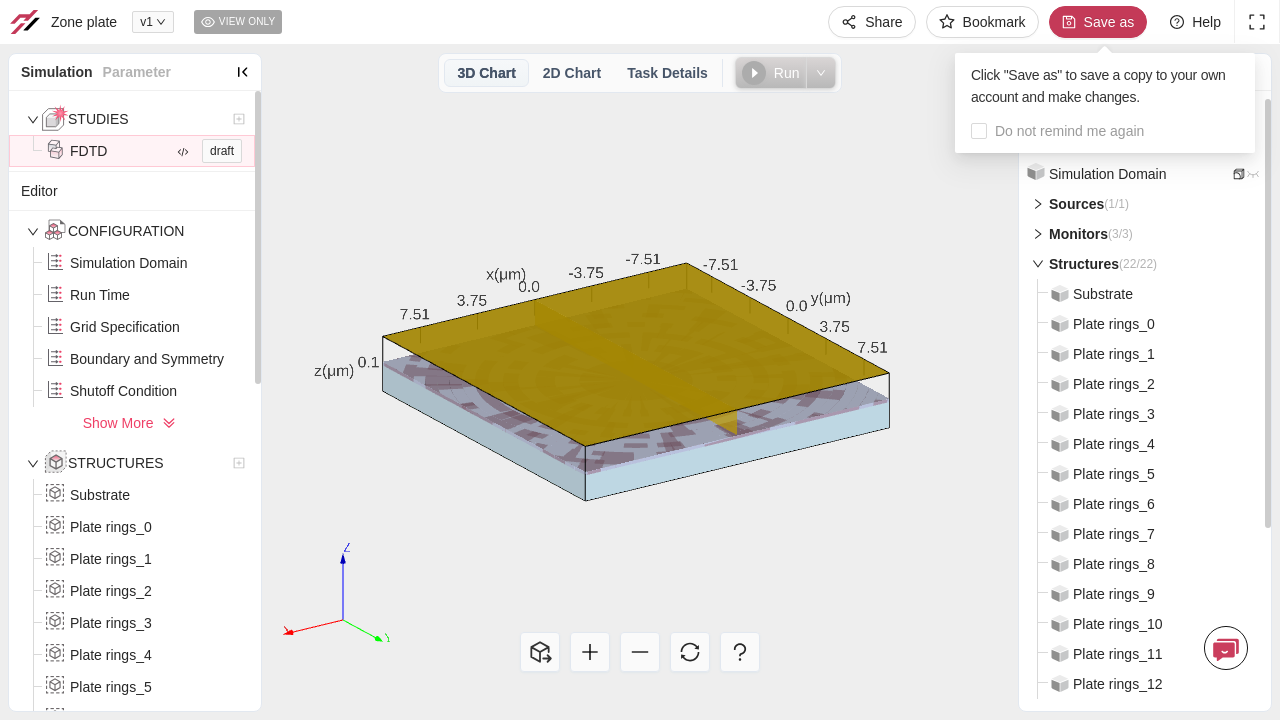 Zone plate
v1
VIEW ONLY
Share
Bookmark
Save as
Help
Simulation
Parameter
3D Chart
2D Chart
Task Details
Run
Click "Save as" to save a copy to your own
account and make changes.
Do not remind me again
STUDIES
FDTD
draft
Editor
CONFIGURATION
Simulation Domain
Run Time
Grid Specification
Boundary and Symmetry
Shutoff Condition
Show More
STRUCTURES
Substrate
Plate rings_0
Plate rings_1
Plate rings_2
Plate rings_3
Plate rings_4
Plate rings_5
x(μm)
-7.51
-3.75
0.0
3.75
7.51
-7.51
-3.75
0.0
y(μm)
3.75
7.51
z(μm)
0.1
Z
X
Y
Simulation Domain
Sources(1/1)
Monitors(3/3)
Structures(22/22)
Substrate
Plate rings_0
Plate rings_1
Plate rings_2
Plate rings_3
Plate rings_4
Plate rings_5
Plate rings_6
Plate rings_7
Plate rings_8
Plate rings_9
Plate rings_10
Plate rings_11
Plate rings_12